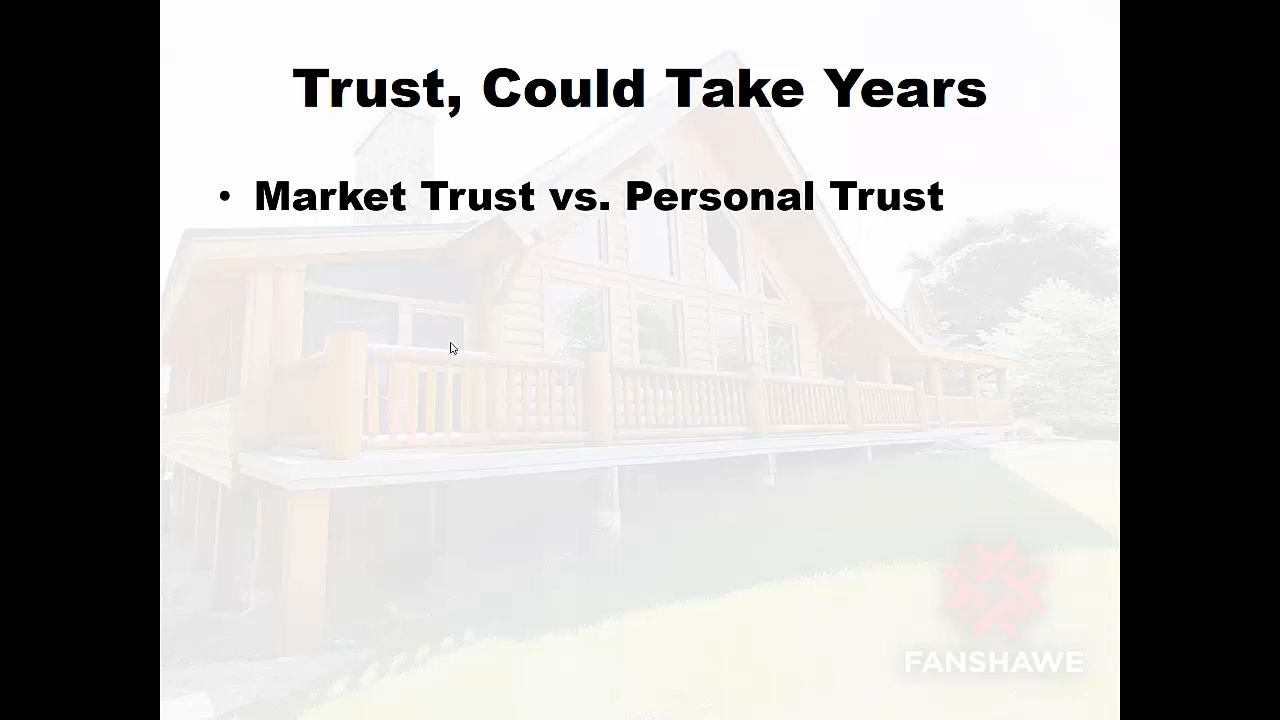 Trust, Could Take Years
• Market Trust vs. Personal Trust
FANSHAWE